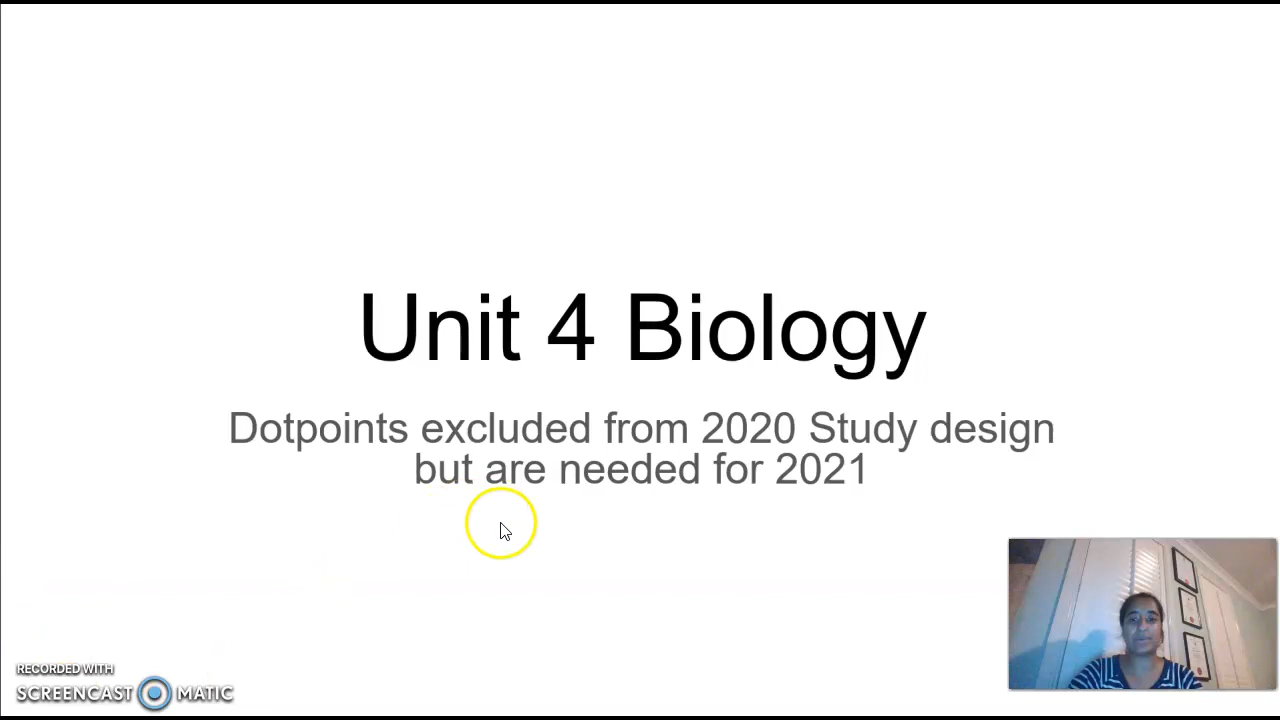 Unit 4 Biology
Dotpoints excluded from 2020 Study design
but are needed for 2021
RECORDED WITH
SCREENCAST MATIC